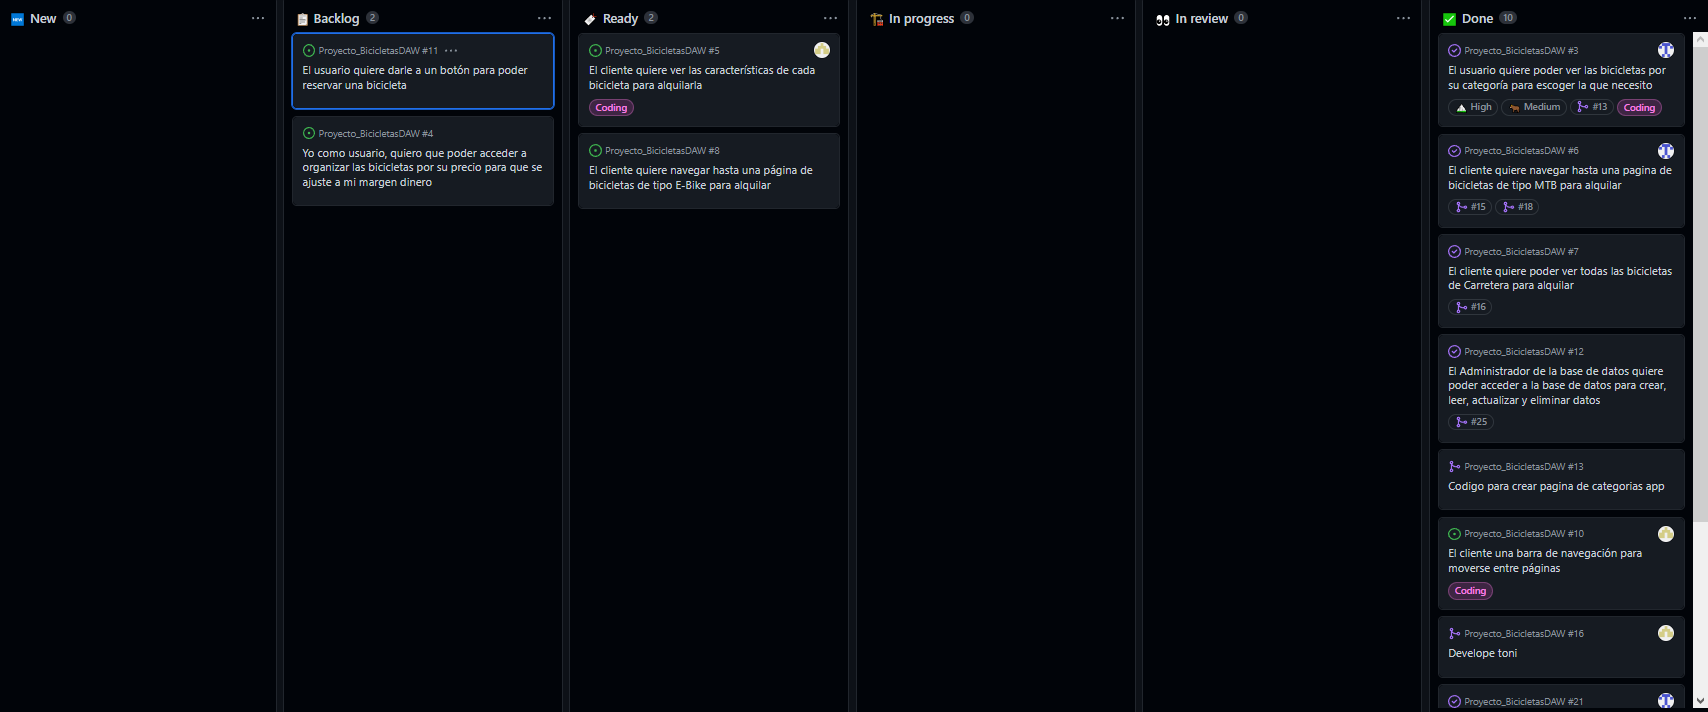 New 0
Backlog 2
Proyecto_BicicletasDAW #11
El usuario quiere darle a un botón para poder
reservar una bicicleta
Proyecto_BicicletasDAW #4
Yo como usuario, quiero que poder acceder a
organizar las bicicletas por su precio para que se
ajuste a mi margen dinero
Ready 2
Proyecto_BicicletasDAW #5
El cliente quiere ver las características de cada
bicicleta para alquilarla
Coding
Proyecto_BicicletasDAW #8
El cliente quiere navegar hasta una página de
bicicletas de tipo E-Bike para alquilar
In progress 0
In review 0
Done 10
Proyecto_BicicletasDAW #3
El usuario quiere poder ver las bicicletas por
su categoría para escoger la que necesito
High Medium #13 Coding
Proyecto_BicicletasDAW #6
El cliente quiere navegar hasta una pagina de
bicicletas de tipo MTB para alquilar
#15 #18
Proyecto_BicicletasDAW #7
El cliente quiere poder ver todas las bicicletas
de Carretera para alquilar
#16
Proyecto_BicicletasDAW #12
El Administrador de la base de datos quiere
poder acceder a la base de datos para crear,
leer, actualizar y eliminar datos
#25
Proyecto_BicicletasDAW #13
Codigo para crear pagina de categorias app
Proyecto_BicicletasDAW #10
El cliente una barra de navegación para
moverse entre páginas
Coding
Proyecto_BicicletasDAW #16
Develope toni
Proyecto_BicicletasDAW #21